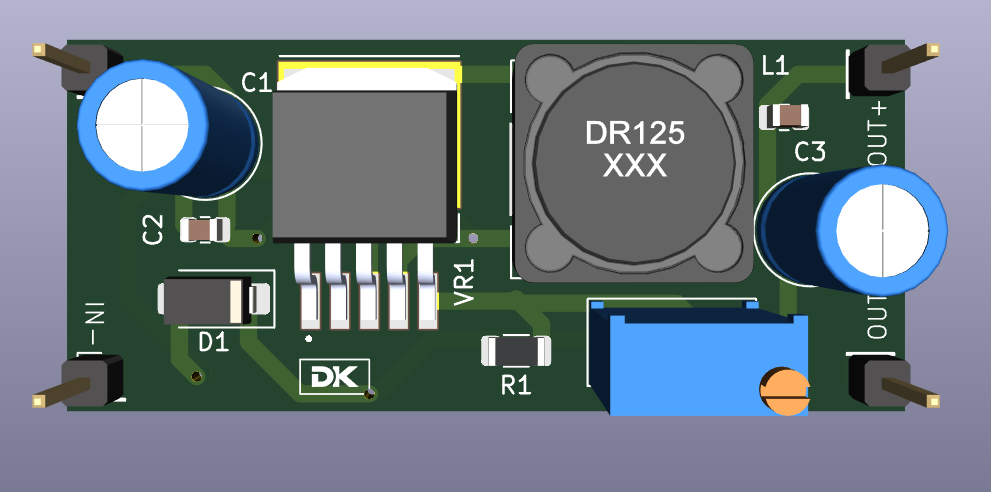 C1
L1
DR125
XXX
OUT+
C3
C2
VR1
IN-
D1
OUT
DK
R1